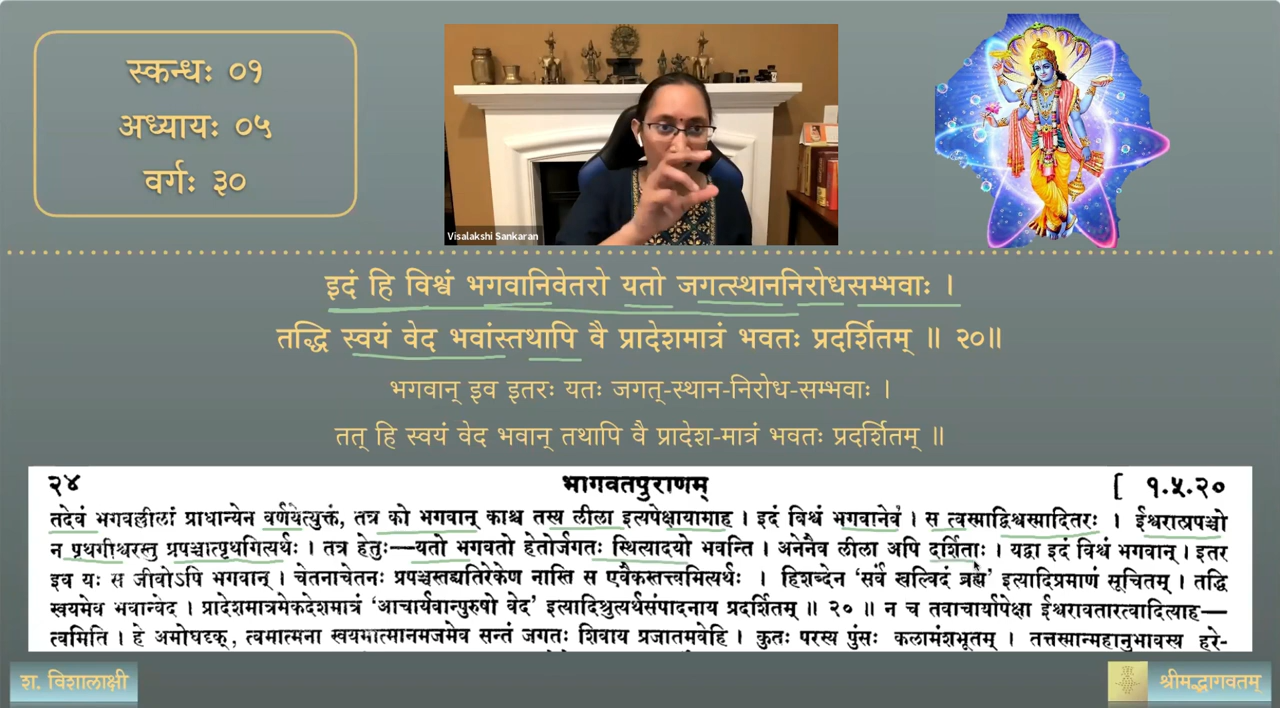 स्कन्धः ०१
अध्यायः ०५
वर्गः ३०
Visalakshi Sankaran
इदं हि विश्वं भगवानिवेतरो यतो जगत्स्थाननिरोधसम्भवाः ।
तद्धि स्वयं वेद भवांस्तथापि वै प्रादेशमात्रं भवतः प्रदर्शितम् ॥ २०॥
भगवान् इव इतरः यतः जगत्-स्थान-निरोध-सम्भवाः ।
तत् हि स्वयं वेद भवान् तथापि वै प्रादेश-मात्रं भवतः प्रदर्शितम् ॥
२४ भागवतपुराणम् [ १.५.२०
तदेवं भगवल्लीलां प्राधान्येन वर्णयेत्युक्तं, तत्र को भगवान् काश्च तस्य लीला इत्यपेक्षायामाह । इदं विश्वं भगवानेव । स त्वस्माद्विश्वस्मादितरः । ईश्वरात्प्रपञ्चो
न पृथगीश्वरस्तु प्रपञ्चात्पृथगित्यर्थः । तत्र हेतुः—यतो भगवतो हेतोर्जगतः स्थित्यादयो भवन्ति । अनेनैव लीला अपि दर्शिताः । यद्वा इदं विश्वं भगवान् । इतर
इव यः स जीवोऽपि भगवान् । चेतनाचेतनः प्रपञ्चस्तद्व्यतिरेकेण नास्ति स एवैकस्तत्त्वमित्यर्थः । हिशब्देन 'सर्वं खल्विदं ब्रह्म' इत्यादिप्रमाणं सूचितम् । तद्धि
स्वयमेव भवान्वेद । प्रादेशमात्रमेकदेशमात्रं 'आचार्यवान्पुरुषो वेद' इत्यादिश्रुत्यर्थसंपादनाय प्रदर्शितम् ॥ २० ॥ न च तवाचार्यापेक्षा ईश्वरावतारत्वादित्याह—
त्वमिति । हे अमोघदृक्, त्वमात्मना स्वयमात्मानमजमेव सन्तं जगतः शिवाय प्रजातमवेहि । कुतः परस्य पुंसः कलामंशभूतम् । तत्तस्मान्महानुभावस्य हरे-
श. विशालाक्षी
श्रीमद्भागवतम्